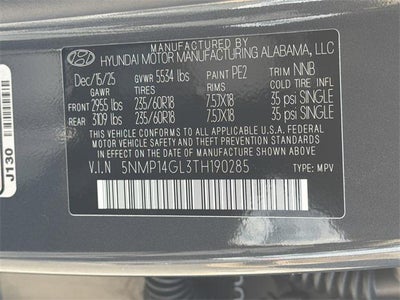 HYUNDAI MOTOR MANUFACTURING ALABAMA, LLC
Dec/15/25 GVWR 5534 lbs PAINT PE2 TRIM NNB
GAWR TIRES RIMS COLD TIRE INFL
FRONT 2955 lbs 235/60R18 7.5JX18 35 psi SINGLE
REAR 3109 lbs 235/60R18 7.5JX18 35 psi SINGLE
THIS VEHICLE CONFORMS TO ALL APPLICABLE U.S.A. FEDERAL
MOTOR VEHICLE SAFETY AND THEFT PREVENTION STANDARDS
IN EFFECT ON THE DATE OF MANUFACTURE SHOWN ABOVE.
V.I.N 5NMP14GL3TH190285 TYPE: MPV
J130